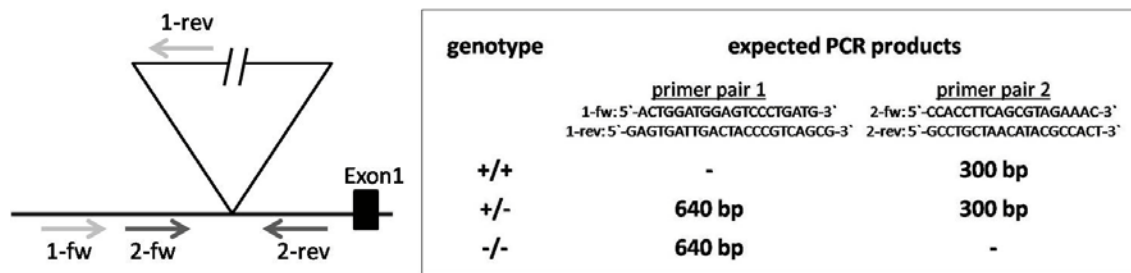 1-rev
Exon1
1-fw
2-fw
2-rev
genotype expected PCR products
primer pair 1 primer pair 2
1-fw: 5`-ACTGGATGGAGTCCCTGATG-3` 2-fw: 5`-CCACCTTCAGCGTAGAAAC-3`
1-rev: 5`-GAGTGATTGACTACCCGTCAGCG-3` 2-rev: 5`-GCCTGCTAACATACGCCACT-3`
+/+ - 300 bp
+/- 640 bp 300 bp
-/- 640 bp -